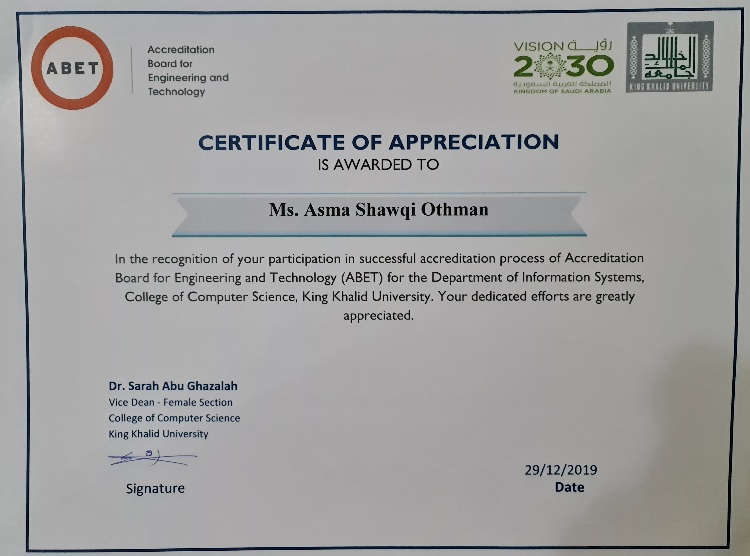 ABET
Accreditation
Board for
Engineering and
Technology
VISION رؤية
2030
المملكة العربية السعودية
KINGDOM OF SAUDI ARABIA
جامعة الملك خالد
KING KHALID UNIVERSITY
CERTIFICATE OF APPRECIATION
IS AWARDED TO
Ms. Asma Shawqi Othman
In the recognition of your participation in successful accreditation process of Accreditation
Board for Engineering and Technology (ABET) for the Department of Information Systems,
College of Computer Science, King Khalid University. Your dedicated efforts are greatly
appreciated.
Dr. Sarah Abu Ghazalah
Vice Dean - Female Section
College of Computer Science
King Khalid University
Signature
29/12/2019
Date